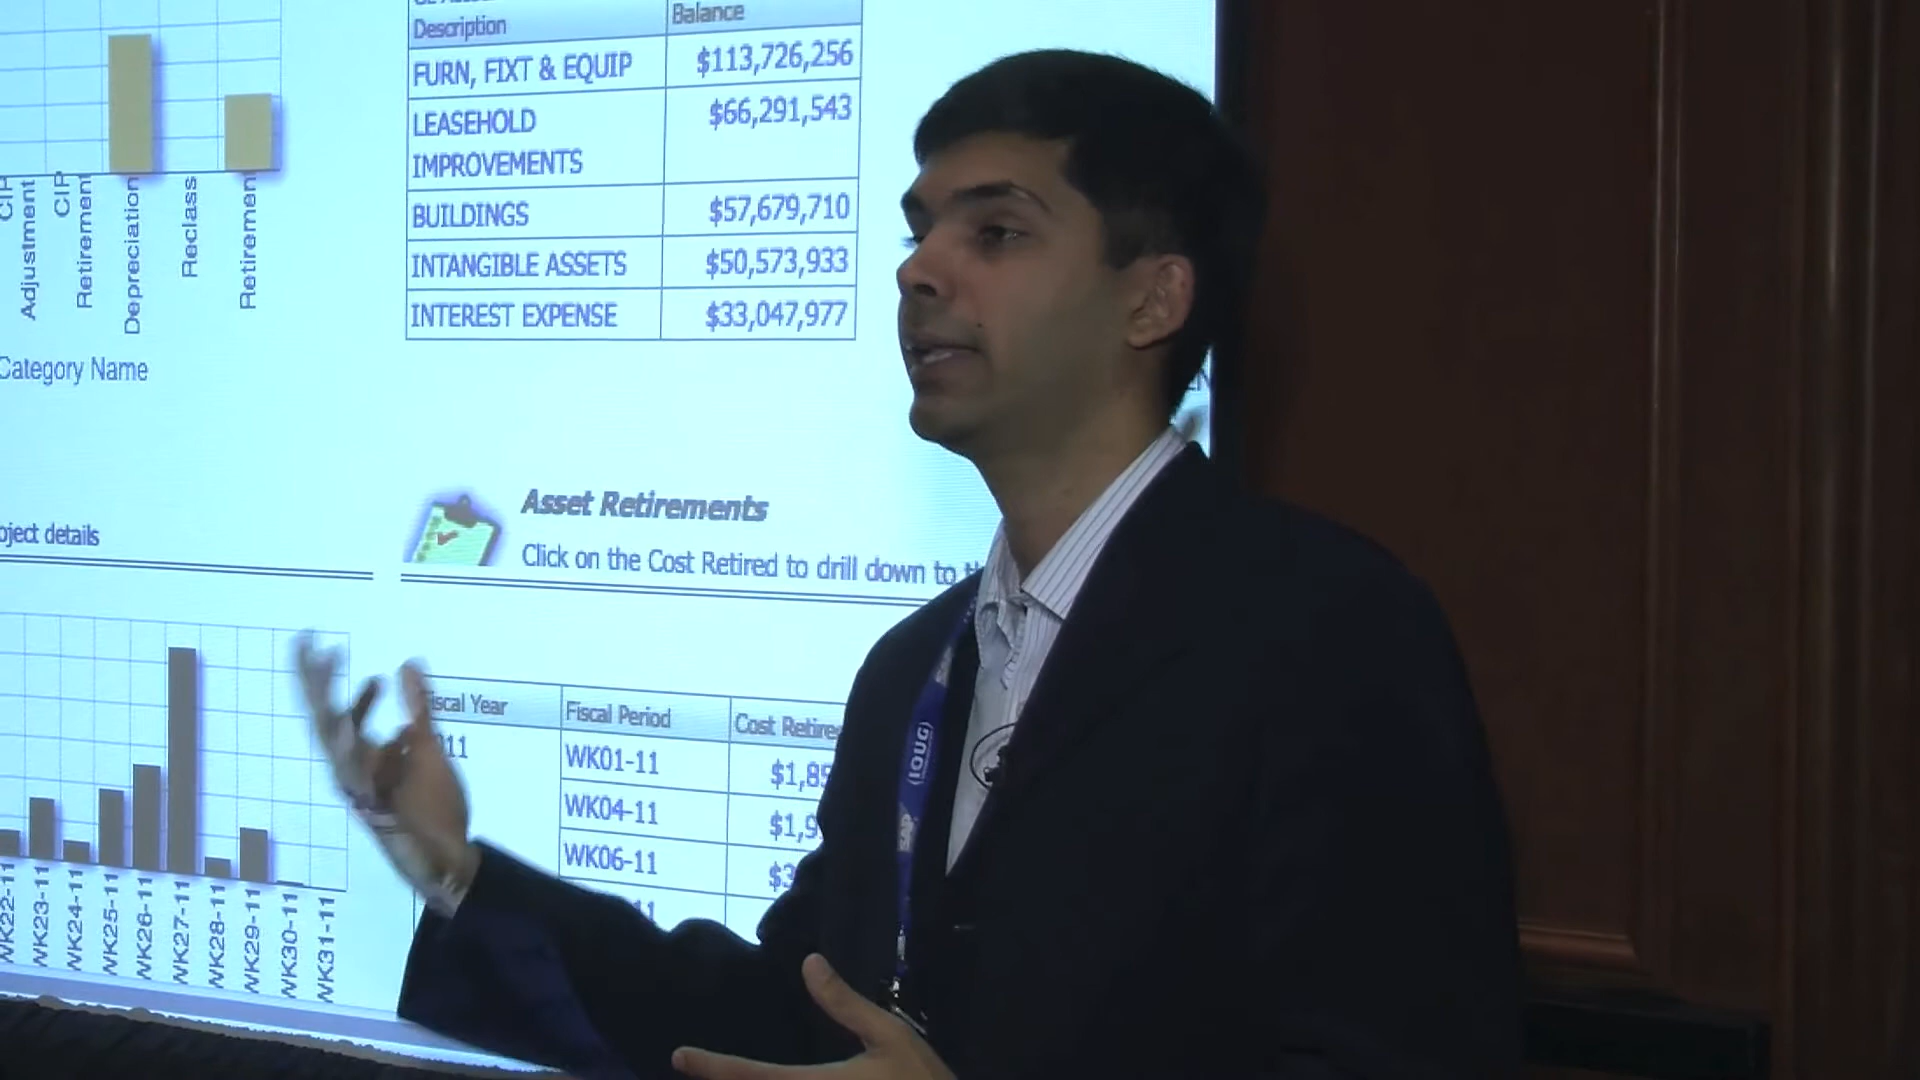 Description
Balance
FURN, FIXT & EQUIP $113,726,256
LEASEHOLD $66,291,543
IMPROVEMENTS
BUILDINGS $57,679,710
INTANGIBLE ASSETS $50,573,933
INTEREST EXPENSE $33,047,977
CIP
Adjustment
CIP
Retirement
Depreciation
Reclass
Retirement
Category Name
details
Asset Retirements
Click on the Cost Retired to drill down to
Year
Fiscal Period
Cost
WK01-11
WK04-11
WK06-11
WK23-11
WK24-11
WK25-11
WK26-11
WK27-11
WK28-11
WK29-11
WK30-11
WK31-11
IOUG
SAP